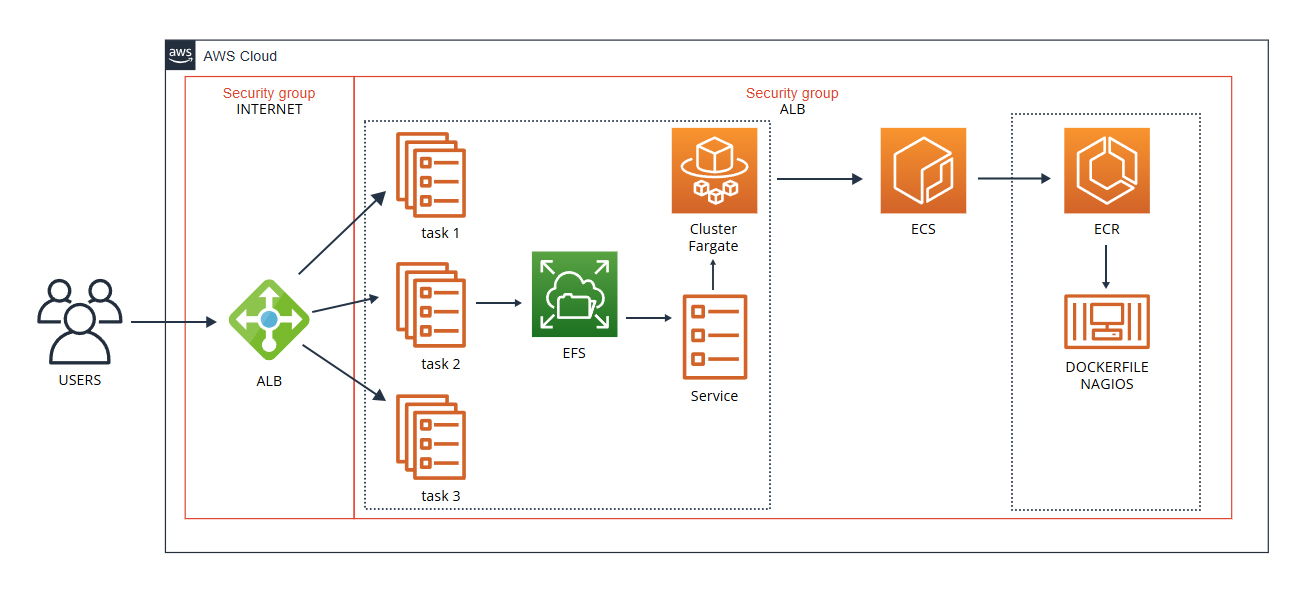 aws
AWS Cloud
Security group
INTERNET
Security group
ALB
task 1
Cluster
Fargate
ECS
ECR
task 2
EFS
Service
DOCKERFILE
NAGIOS
USERS
ALB
task 3